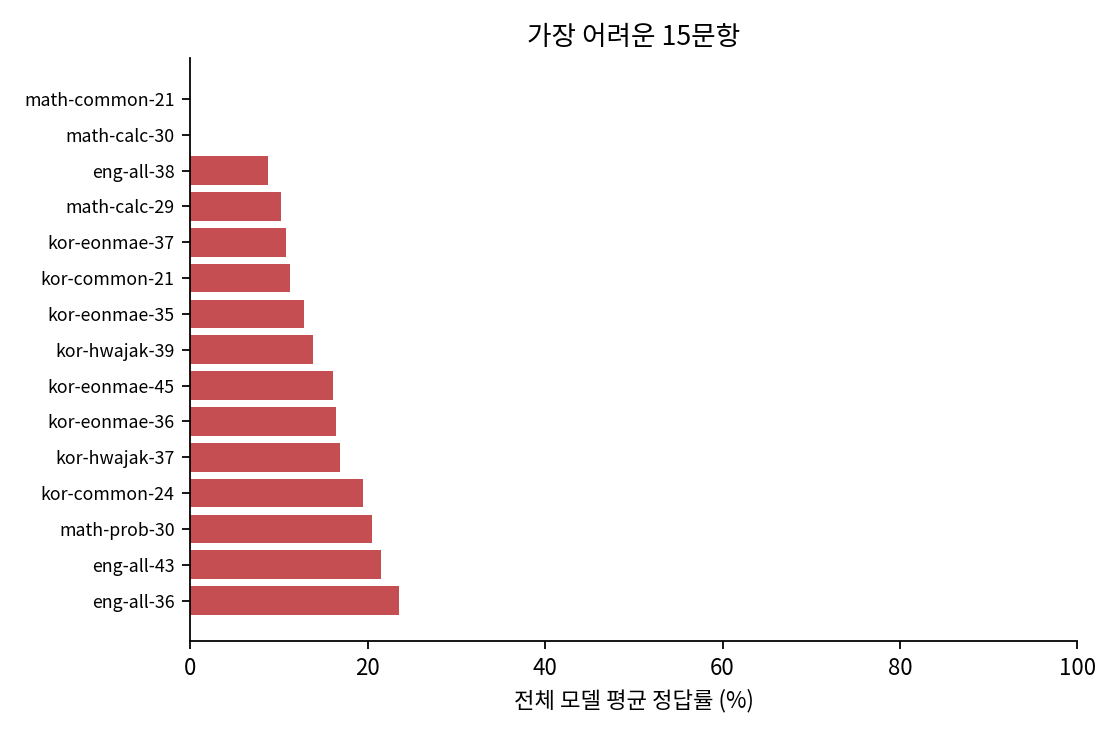 가장 어려운 15문항
math-common-21
math-calc-30
eng-all-38
math-calc-29
kor-eonmae-37
kor-common-21
kor-eonmae-35
kor-hwajak-39
kor-eonmae-45
kor-eonmae-36
kor-hwajak-37
kor-common-24
math-prob-30
eng-all-43
eng-all-36
0 20 40 60 80 100
전체 모델 평균 정답률 (%)